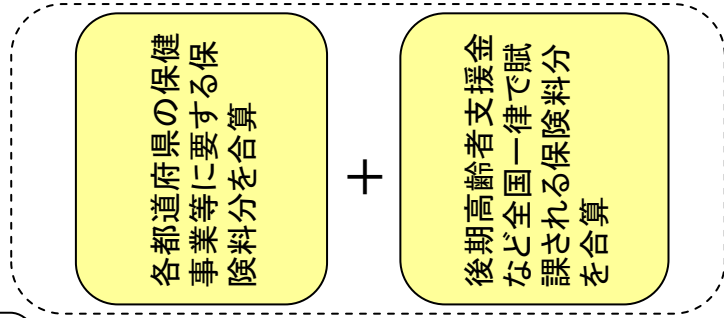 各都道府県の保健
事業等に要する保
険料分を合算
+
後期高齢者支援金
など全国一律で賦
課される保険料分
を合算